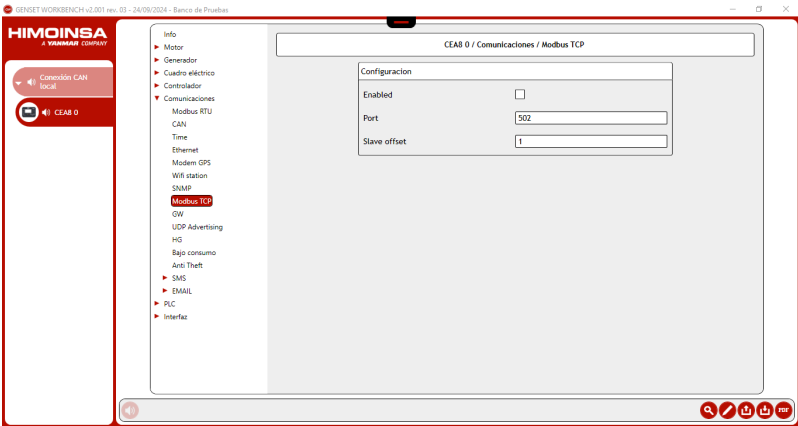 GENSET WORKBENCH v2.001 rev. 03 - 24/09/2024 - Banco de Pruebas
HIMOINSA
A YANMAR COMPANY
Conexión CAN
local
CEA8 0
Info
Motor
Generador
Cuadro eléctrico
Controlador
Comunicaciones
Modbus RTU
CAN
Time
Ethernet
Modem GPS
Wifi station
SNMP
Modbus TCP
GW
UDP Advertising
HG
Bajo consumo
Anti Theft
SMS
EMAIL
PLC
Interfaz
CEA8 0 / Comunicaciones / Modbus TCP
Configuracion
Enabled
Port
502
Slave offset
1
PDF